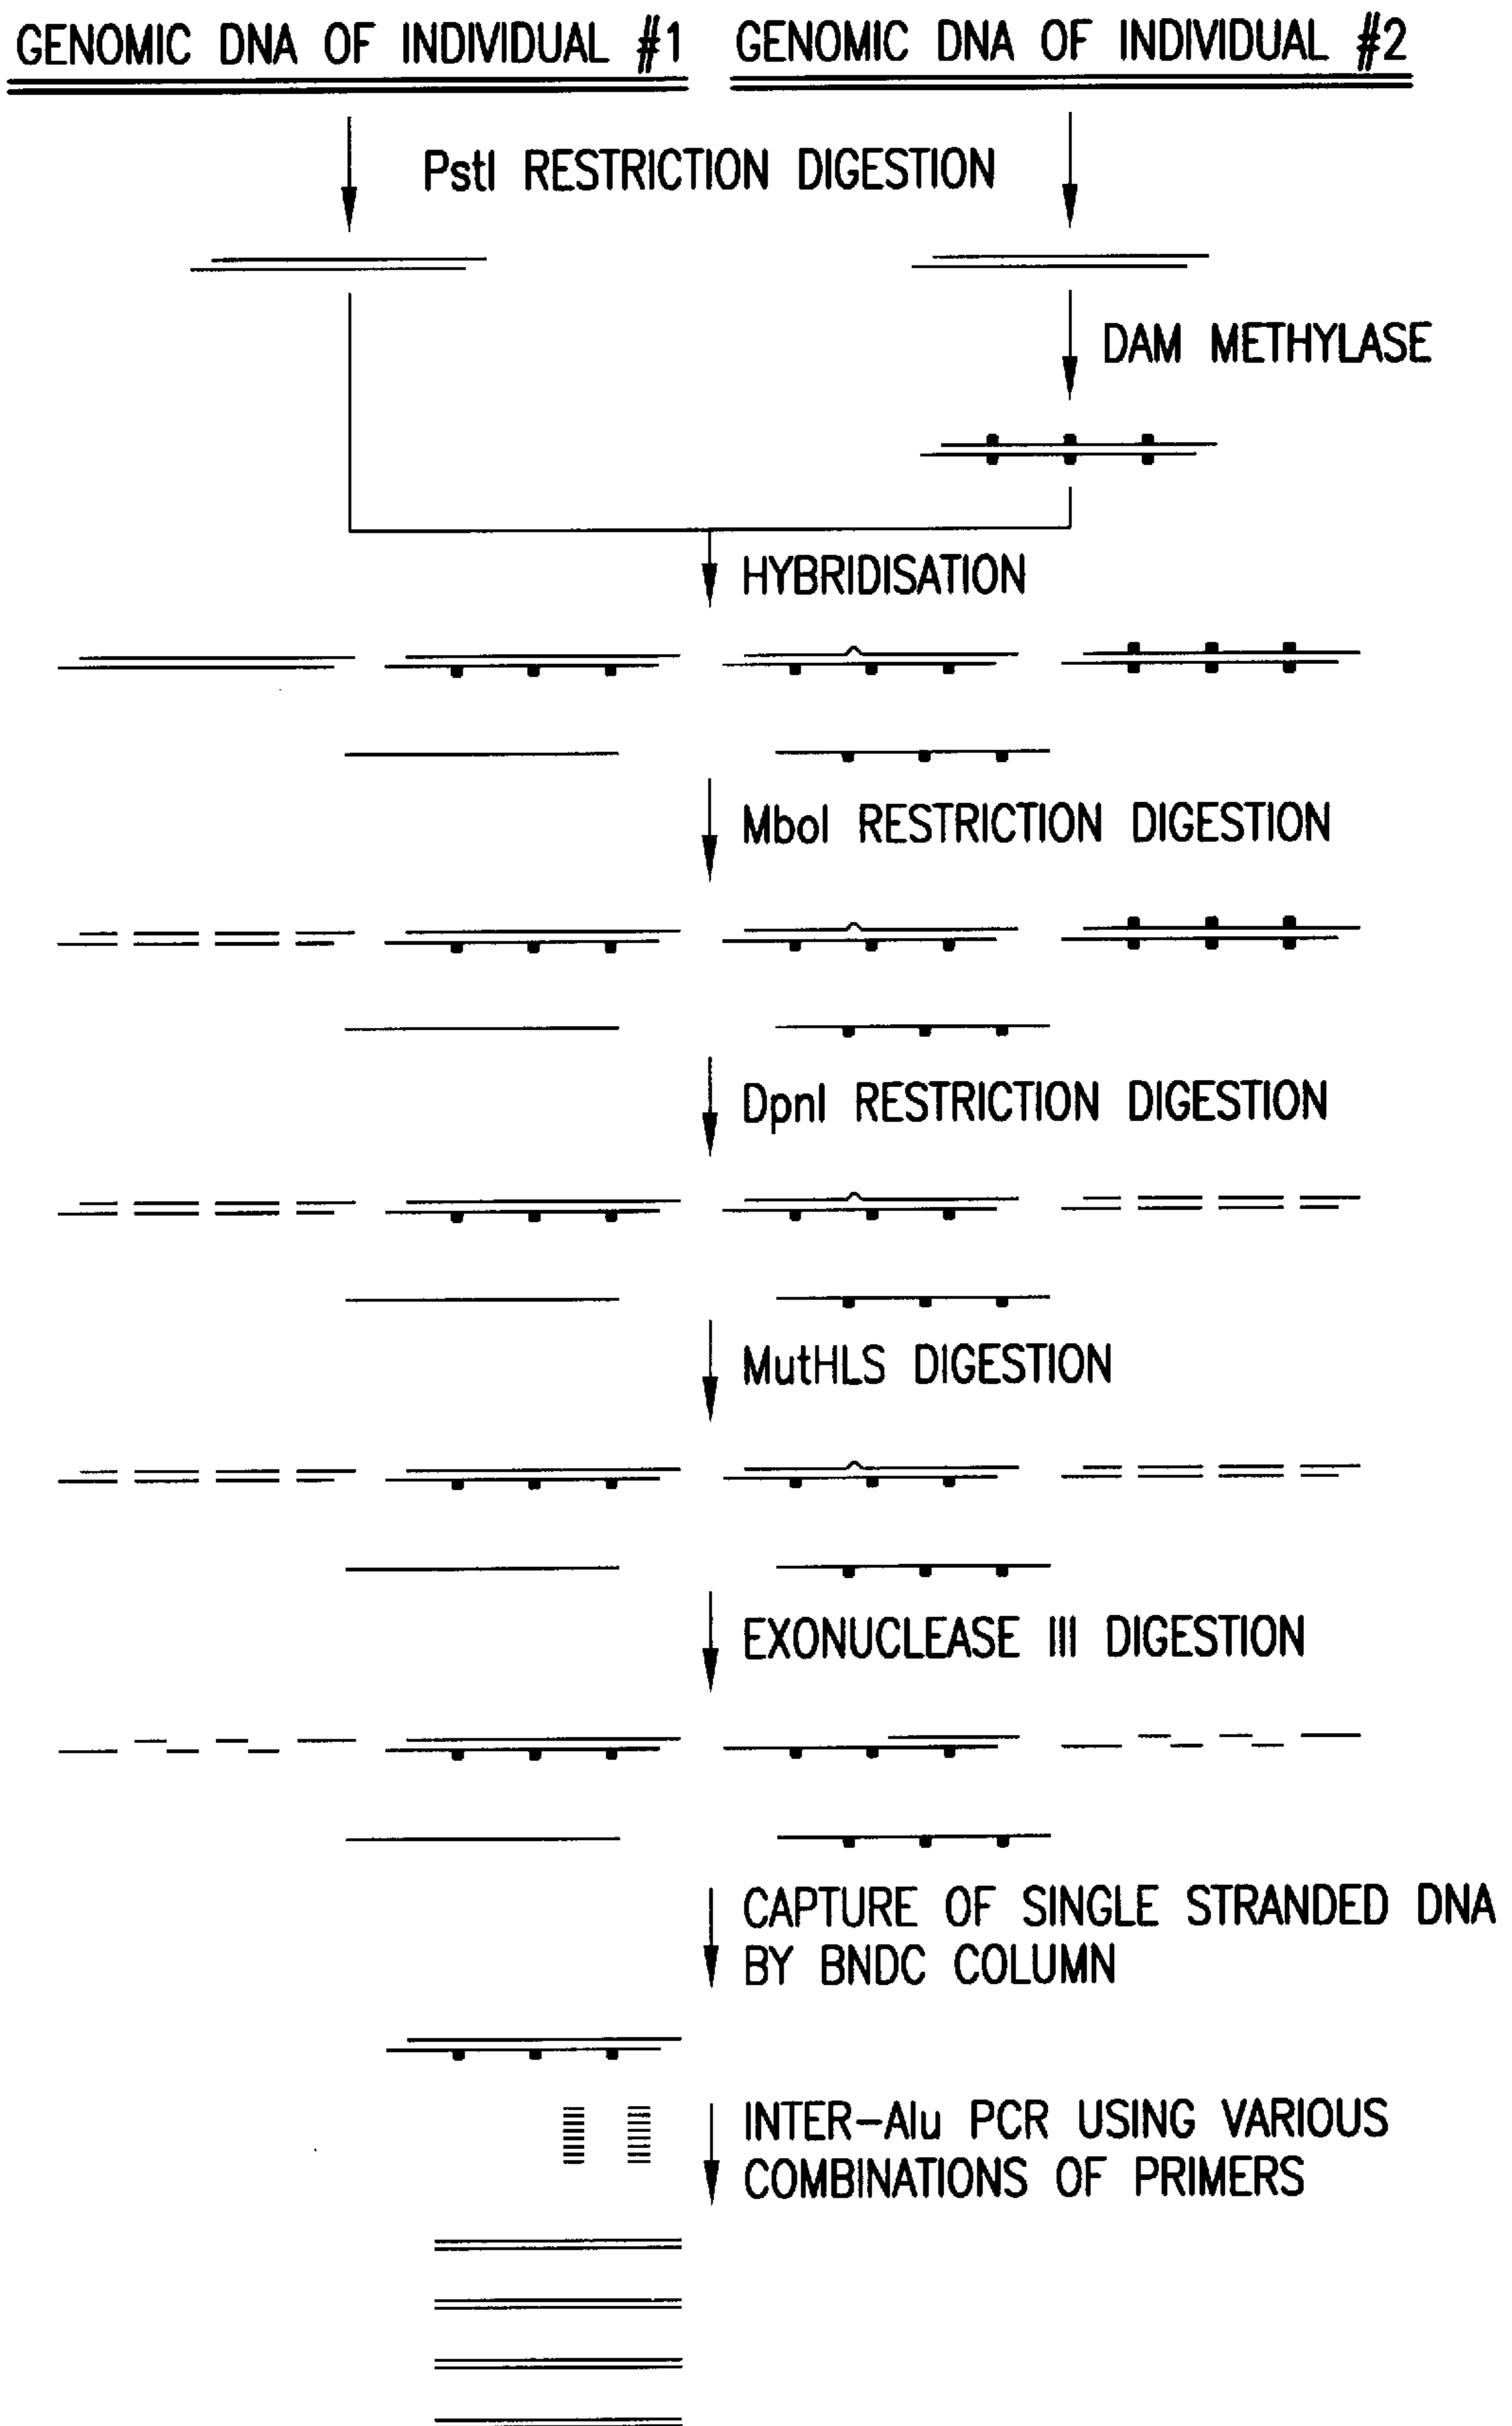 GENOMIC DNA OF INDIVIDUAL #1
GENOMIC DNA OF INDIVIDUAL #2
PstI RESTRICTION DIGESTION
DAM METHYLASE
HYBRIDISATION
MboI RESTRICTION DIGESTION
DpnI RESTRICTION DIGESTION
MutHLS DIGESTION
EXONUCLEASE III DIGESTION
CAPTURE OF SINGLE STRANDED DNA
BY BNDC COLUMN
INTER-Alu PCR USING VARIOUS
COMBINATIONS OF PRIMERS